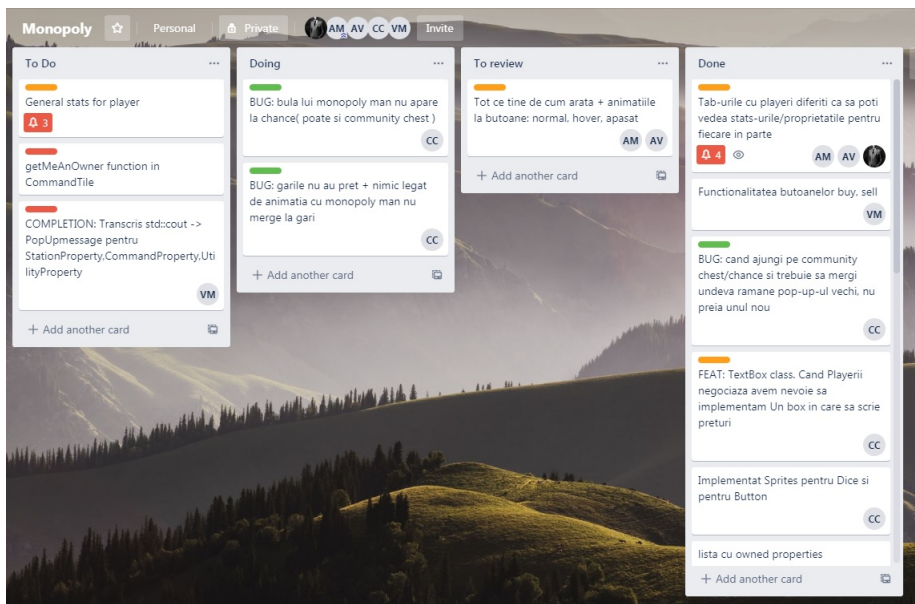 Monopoly
Personal
Private
AM AV CC VM
Invite
To Do
General stats for player
3
getMeAnOwner function in
CommandTile
COMPLETION: Transcris std::cout ->
PopUpmessage pentru
StationProperty,CommandProperty,Uti
lityProperty
VM
+ Add another card
Doing
BUG: bula lui monopoly man nu apare
la chance( poate si community chest )
CC
BUG: garile nu au pret + nimic legat
de animatia cu monopoly man nu
merge la gari
CC
+ Add another card
To review
Tot ce tine de cum arata + animatiile
la butoane: normal, hover, apasat
AM AV
+ Add another card
Done
Tab-urile cu playeri diferiti ca sa poti
vedea stats-urile/proprietatile pentru
fiecare in parte
4
AM AV
Functionalitatea butoanelor buy, sell
VM
BUG: cand ajungi pe community
chest/chance si trebuie sa mergi
undeva ramane pop-up-ul vechi, nu
preia unul nou
CC
FEAT: TextBox class. Cand Playerii
negociaza avem nevoie sa
implementam Un box in care sa scrie
preturi
CC
Implementat Sprites pentru Dice si
pentru Button
CC
lista cu owned properties
+ Add another card